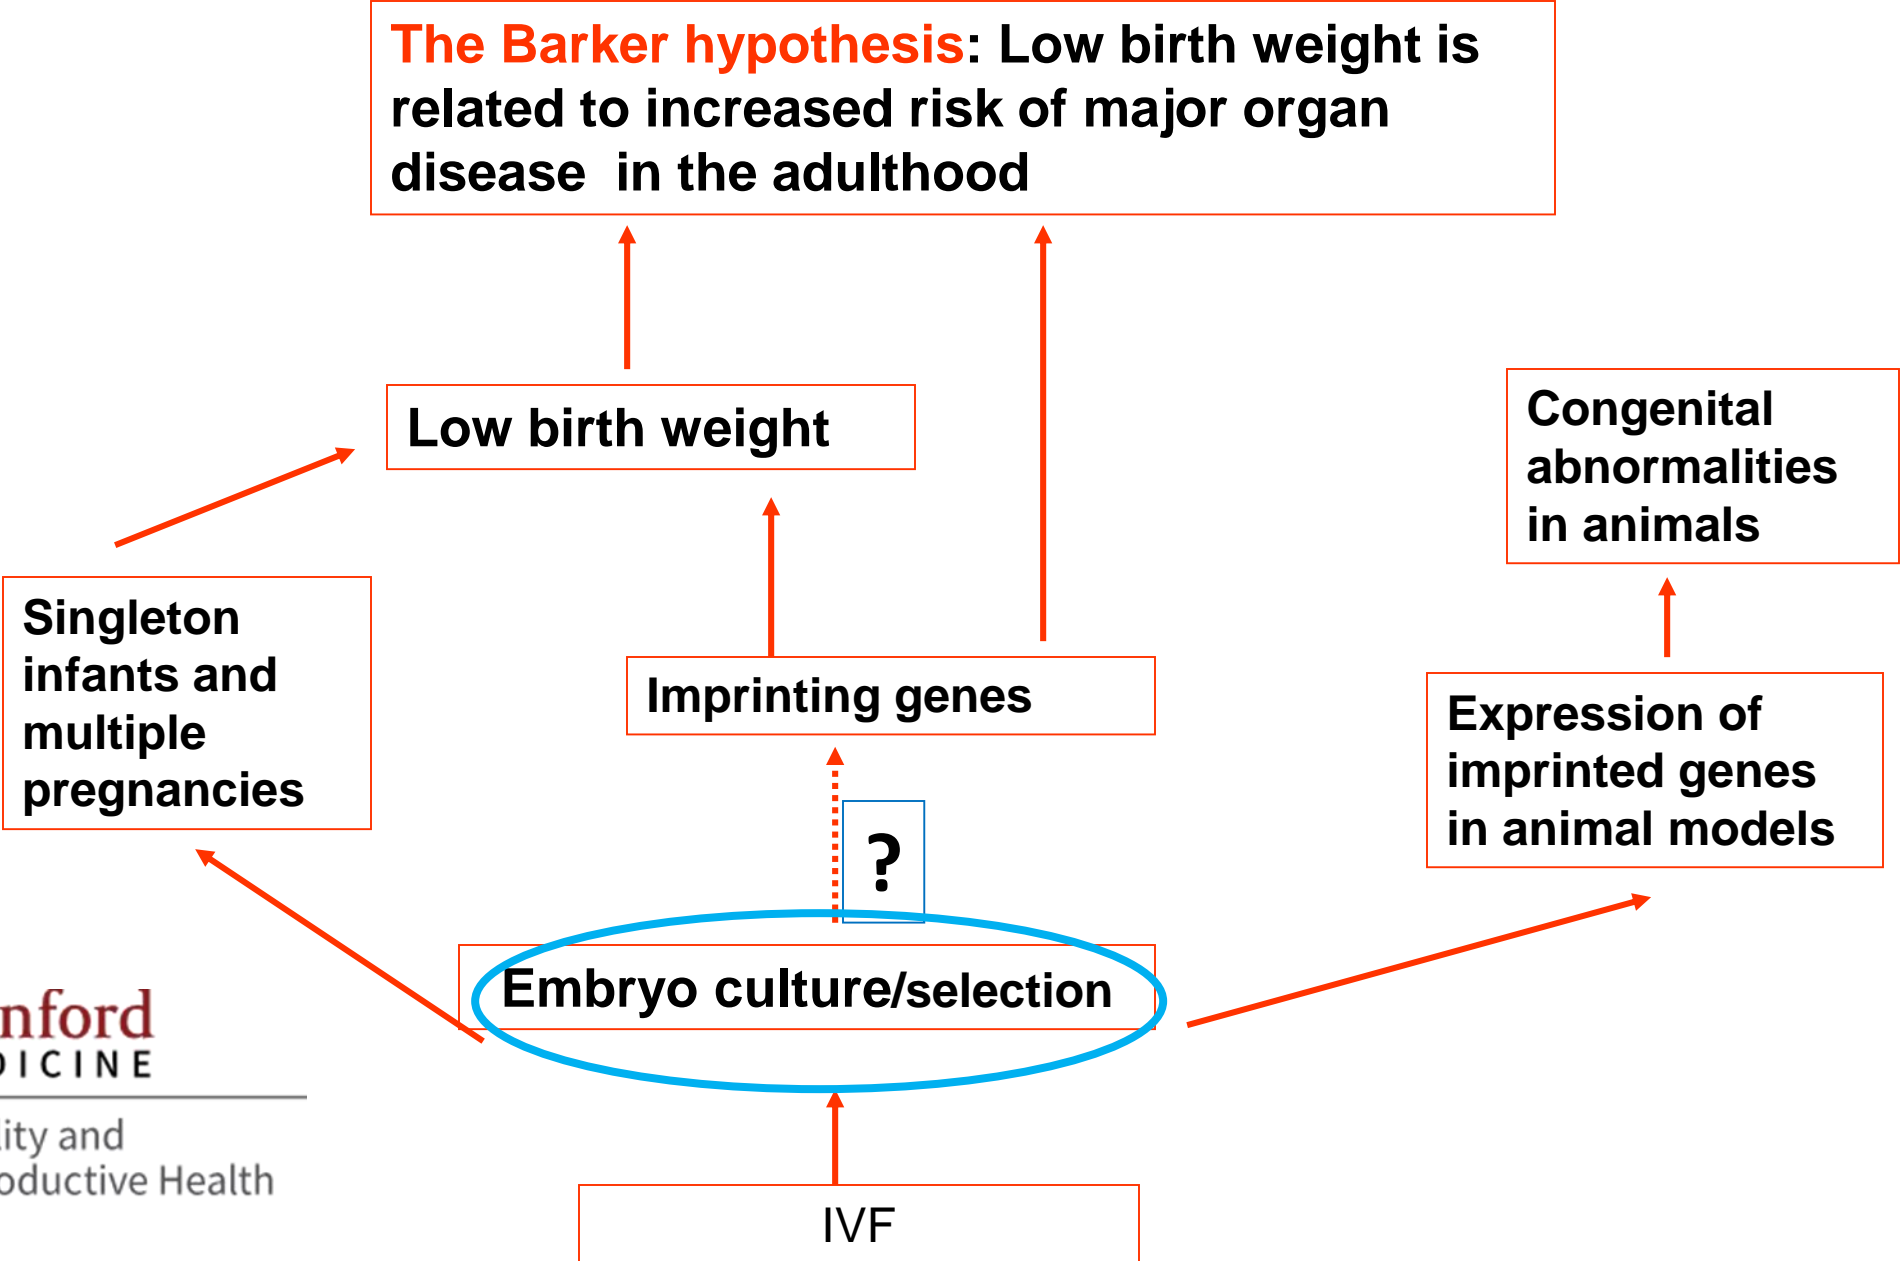 The Barker hypothesis: Low birth weight is
related to increased risk of major organ
disease  in the adulthood
Low birth weight
Congenital
abnormalities
in animals
Singleton
infants and
multiple
pregnancies
Imprinting genes
Expression of
imprinted genes
in animal models
?
Embryo culture/selection
nford
DICINE
lity and
oductive Health
IVF